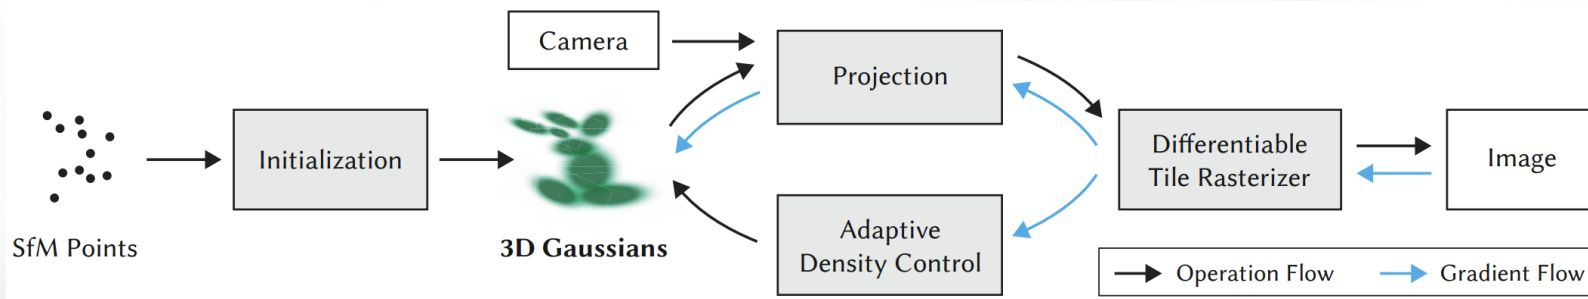 Camera
Projection
Initialization
Differentiable
Tile Rasterizer
Image
SfM Points
3D Gaussians
Adaptive
Density Control
Operation Flow
Gradient Flow